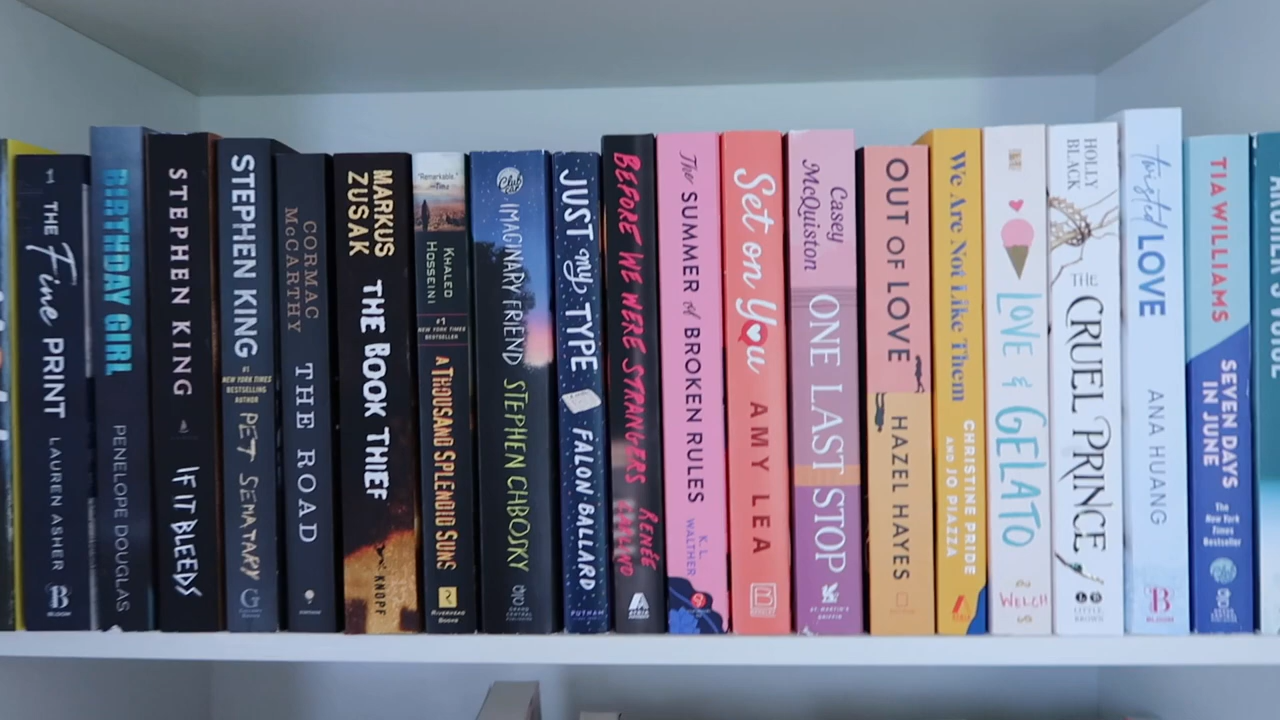 1
THE Fine PRINT LAUREN ASHER
B
BIRTHDAY GIRL PENELOPE DOUGLAS
STEPHEN KING IF IT BLEEDS
STEPHEN KING
#1 NEW YORK TIMES
BESTSELLING
AUTHOR
PET SEMATARY
CORMAC
McCARTHY
THE ROAD
MARKUS
ZUSAK
THE BOOK THIEF
KNOPF
"Remarkable."
—Time
KHALED
HOSSEINI
#1
NEW YORK TIMES
BESTSELLER
A THOUSAND SPLENDID SUNS
RIVERHEAD
BOOKS
IMAGINARY FRIEND STEPHEN CHBOSKY
GRAND
CENTRAL
JUST my TYPE
FALON BALLARD
PUTNAM
BEFORE WE WERE STRANGERS RENÉE
CARLINO
ATRIA
The SUMMER of BROKEN RULES
K. L.
WALTHER
Set on You AMY LEA
Casey
McQuiston
ONE LAST STOP
ST. MARTIN'S
GRIFFIN
OUT OF LOVE HAZEL HAYES
We Are Not Like Them
CHRISTINE PRIDE
AND JO PIAZZA
LOVE & GELATO
WELCH
HOLLY
BLACK
THE
CRUEL PRINCE
LITTLE
BROWN
twisted LOVE ANA HUANG
B
BLOOM
TIA WILLIAMS
SEVEN DAYS
IN JUNE
The
New York
Times
Bestseller